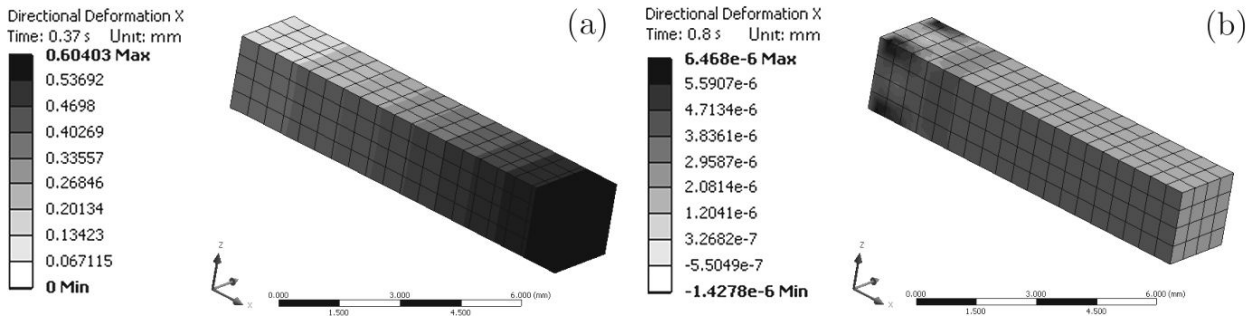 Directional Deformation X
Time: 0.37 s Unit: mm
0.60403 Max
0.53692
0.4698
0.40269
0.33557
0.26846
0.20134
0.13423
0.067115
0 Min
(a)
Z
X
0.000 3.000 6.000 (mm)
1.500 4.500
Directional Deformation X
Time: 0.8 s Unit: mm
6.468e-6 Max
5.5907e-6
4.7134e-6
3.8361e-6
2.9587e-6
2.0814e-6
1.2041e-6
3.2682e-7
-5.5049e-7
-1.4278e-6 Min
(b)
Z
X
0.000 3.000 6.000 (mm)
1.500 4.500